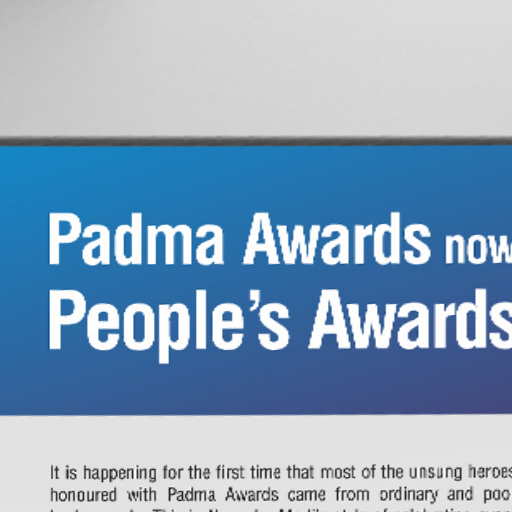 Padma Awards now
People's Awards
It is happening for the first time that most of the unsung heroes
honoured with Padma Awards came from ordinary and poo